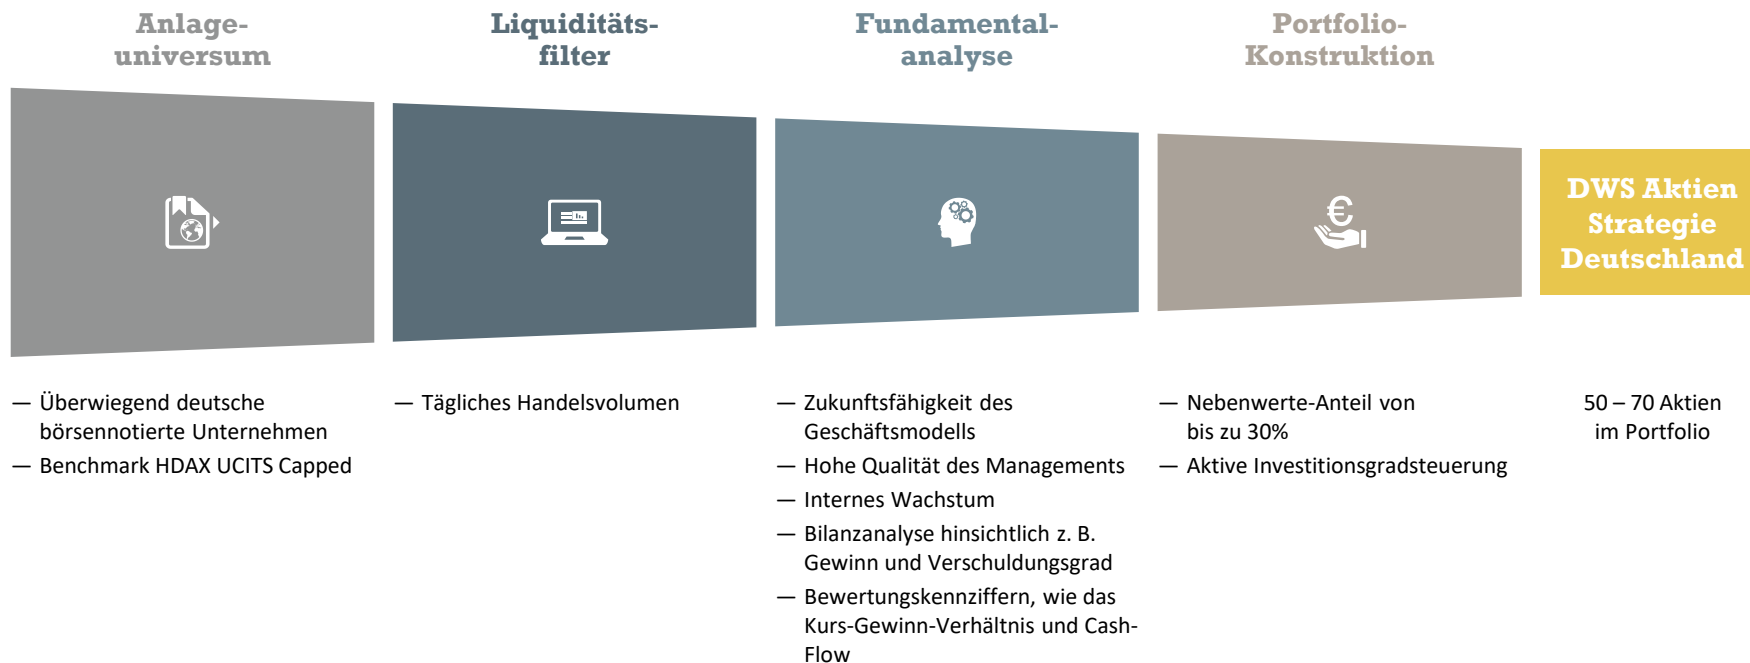 Anlage-
universum
Liquiditäts-
filter
Fundamental-
analyse
Portfolio-
Konstruktion
DWS Aktien
Strategie
Deutschland
— Überwiegend deutsche
börsennotierte Unternehmen
— Benchmark HDAX UCITS Capped
— Tägliches Handelsvolumen
— Zukunftsfähigkeit des
Geschäftsmodells
— Hohe Qualität des Managements
— Internes Wachstum
— Bilanzanalyse hinsichtlich z. B.
Gewinn und Verschuldungsgrad
— Bewertungskennziffern, wie das
Kurs-Gewinn-Verhältnis und Cash-
Flow
— Nebenwerte-Anteil von
bis zu 30%
— Aktive Investitionsgradsteuerung
50 – 70 Aktien
im Portfolio